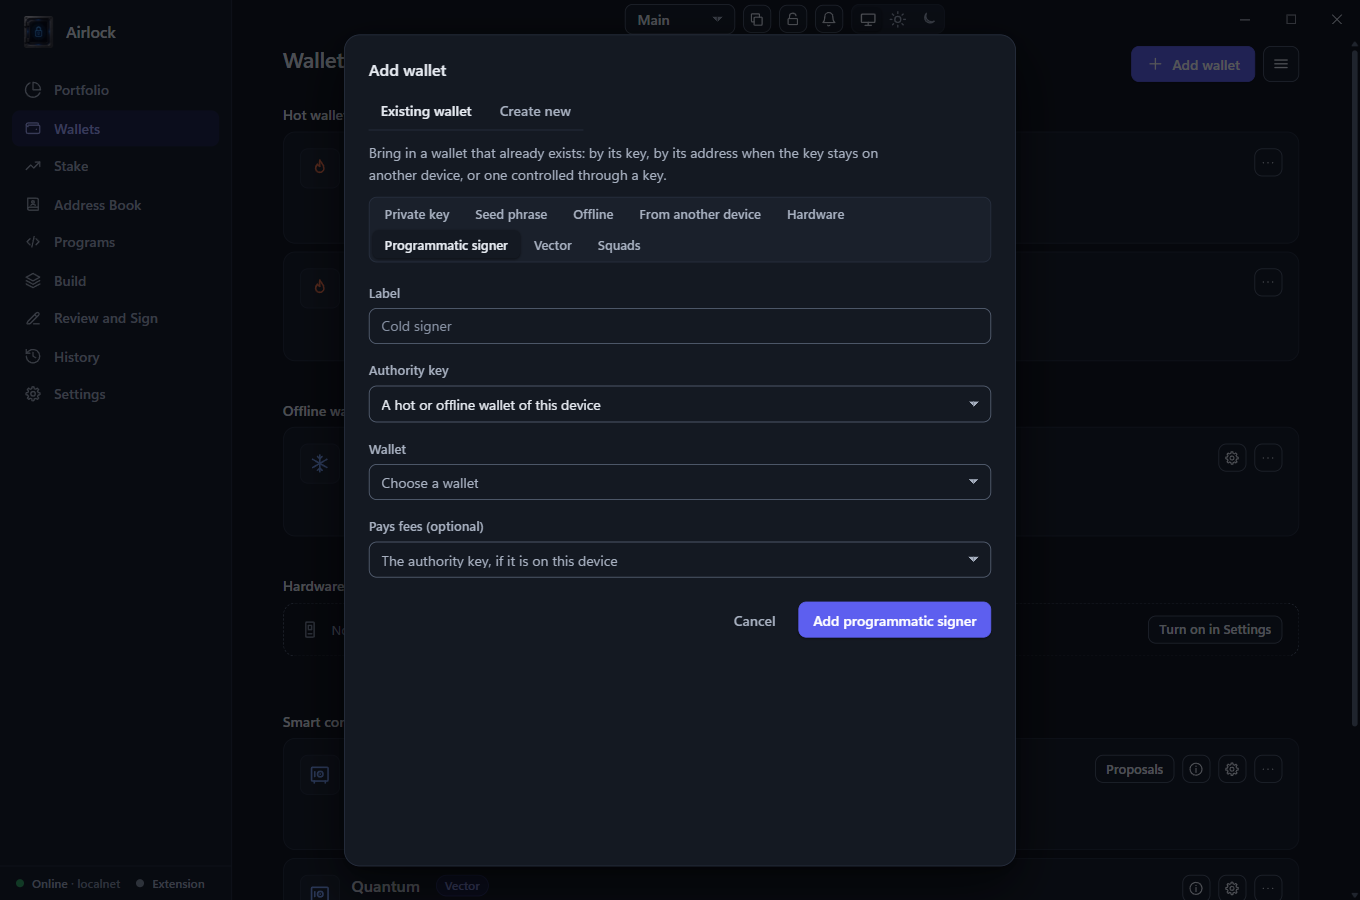 Main
Airlock
Portfolio
Wallets
Stake
Address Book
Programs
Build
Review and Sign
History
Settings
Online · localnet
Extension
Wallet
Add wallet
Hot walle
Offline wa
Hardware
No
Turn on in Settings
Smart con
Proposals
Quantum
Vector
Add wallet
Existing wallet
Create new
Bring in a wallet that already exists: by its key, by its address when the key stays on
another device, or one controlled through a key.
Private key
Seed phrase
Offline
From another device
Hardware
Programmatic signer
Vector
Squads
Label
Cold signer
Authority key
A hot or offline wallet of this device
Wallet
Choose a wallet
Pays fees (optional)
The authority key, if it is on this device
Cancel
Add programmatic signer